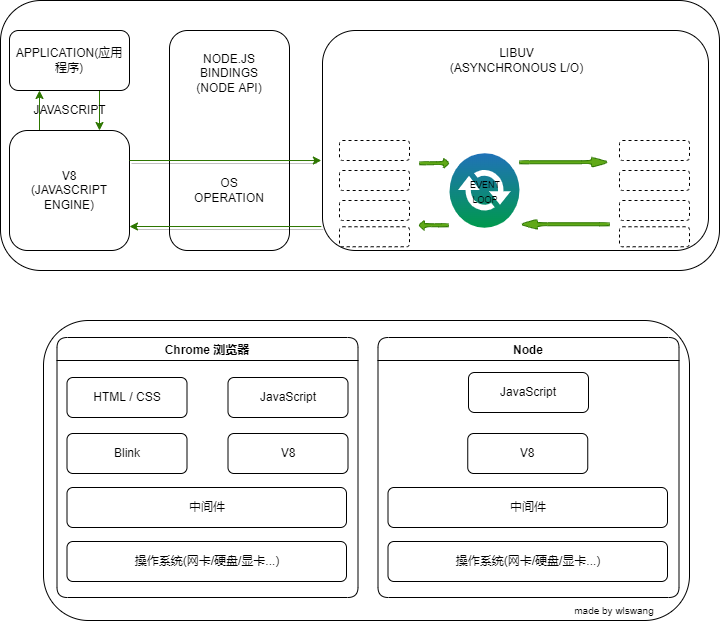 APPLICATION(应用
程序)
JAVASCRIPT
V8
(JAVASCRIPT
ENGINE)
NODE.JS
BINDINGS
(NODE API)
OS
OPERATION
LIBUV
(ASYNCHRONOUS L/O)
EVENT
LOOP
Chrome 浏览器
HTML / CSS
JavaScript
Blink
V8
中间件
操作系统(网卡/硬盘/显卡...)
Node
JavaScript
V8
中间件
操作系统(网卡/硬盘/显卡...)
made by wlswang